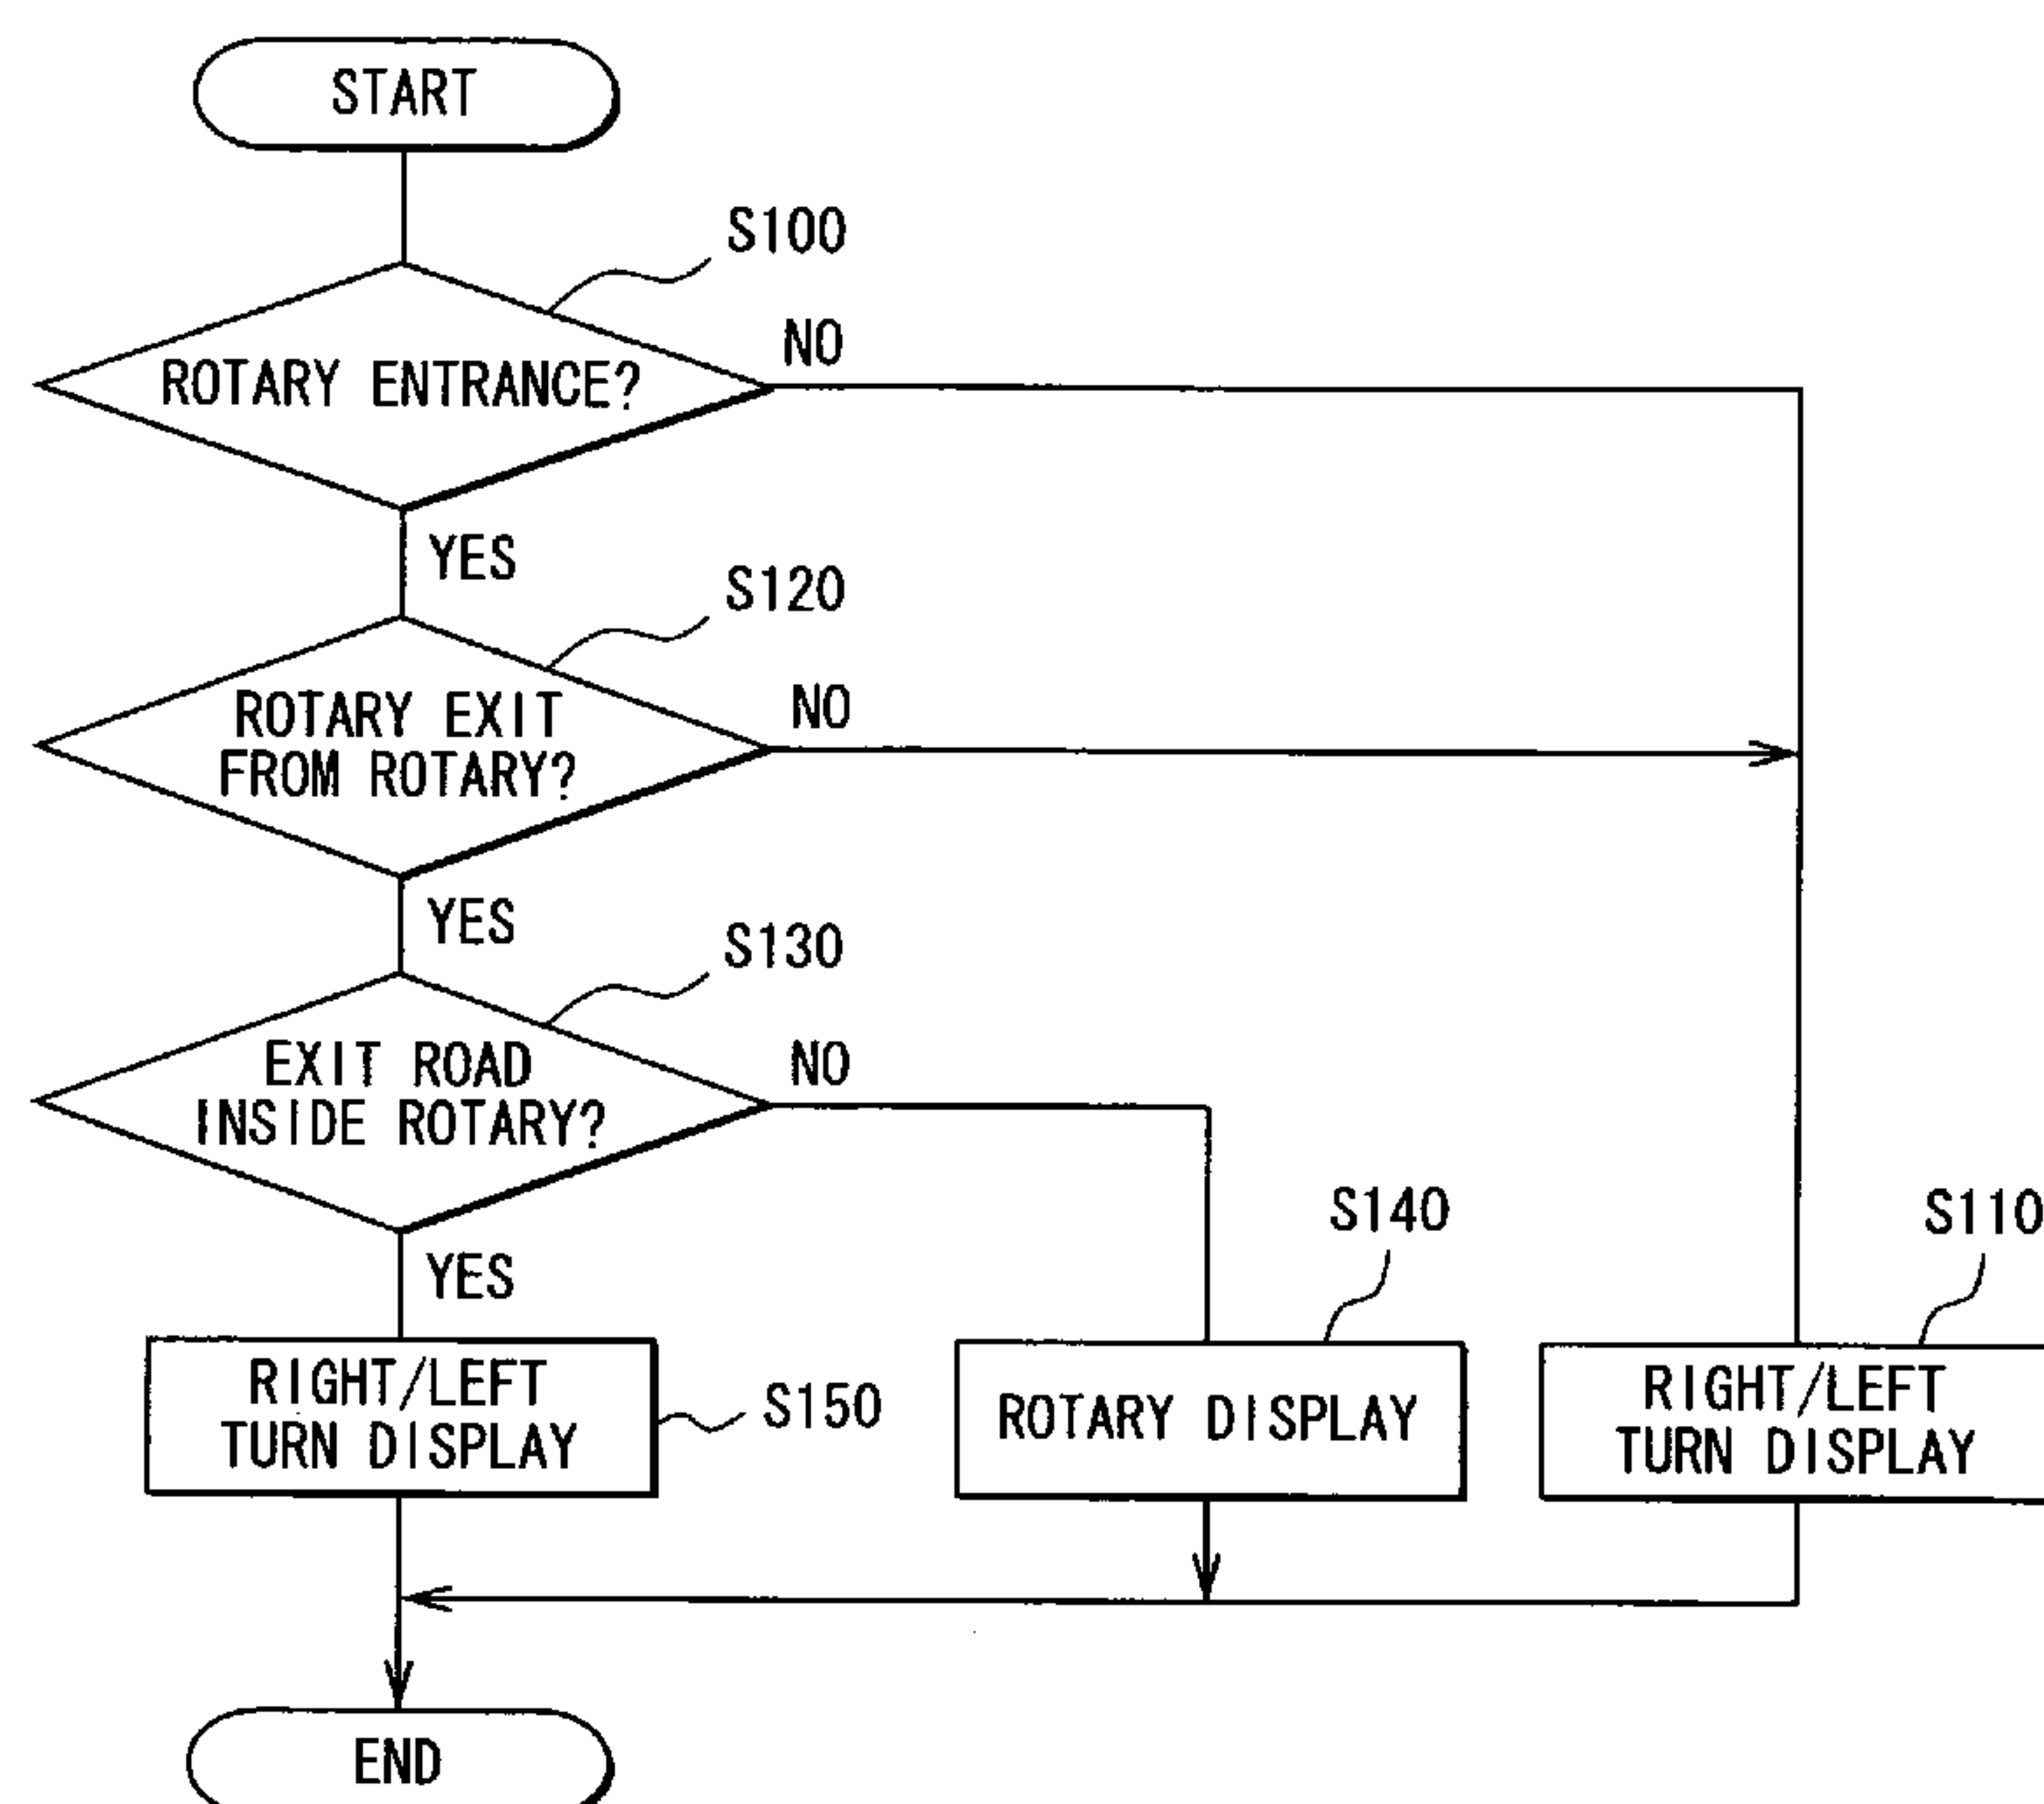 START
S100
ROTARY ENTRANCE?
NO
YES
S120
ROTARY EXIT
FROM ROTARY?
NO
YES
S130
EXIT ROAD
INSIDE ROTARY?
NO
YES
S140
S110
RIGHT/LEFT
TURN DISPLAY
S150
ROTARY DISPLAY
RIGHT/LEFT
TURN DISPLAY
END